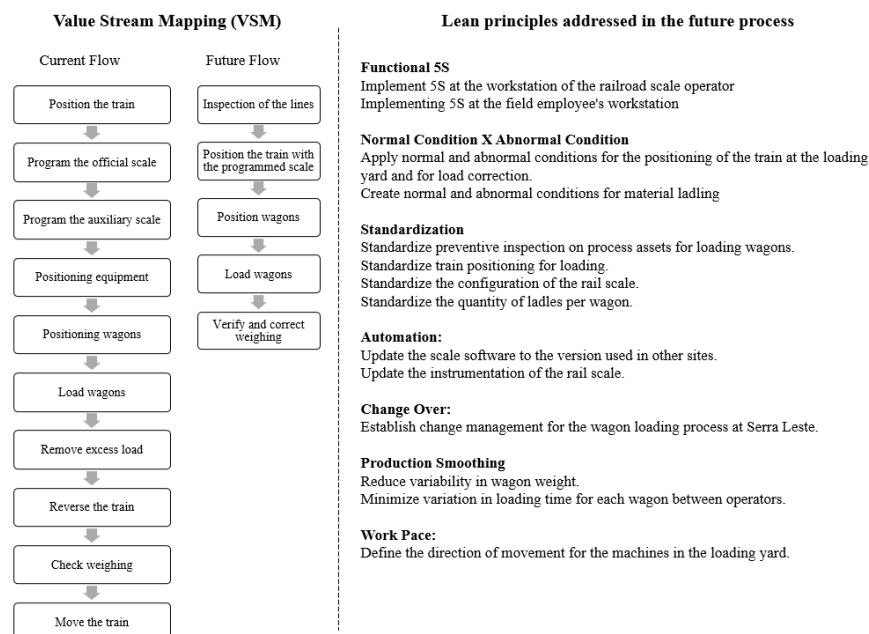 Value Stream Mapping (VSM)
Current Flow
Future Flow
Position the train
Program the official scale
Program the auxiliary scale
Positioning equipment
Positioning wagons
Load wagons
Remove excess load
Reverse the train
Check weighing
Move the train
Inspection of the lines
Position the train with
the programmed scale
Position wagons
Load wagons
Verify and correct
weighing
Lean principles addressed in the future process
Functional 5S
Implement 5S at the workstation of the railroad scale operator
Implementing 5S at the field employee's workstation
Normal Condition X Abnormal Condition
Apply normal and abnormal conditions for the positioning of the train at the loading
yard and for load correction.
Create normal and abnormal conditions for material ladling
Standardization
Standardize preventive inspection on process assets for loading wagons.
Standardize train positioning for loading.
Standardize the configuration of the rail scale.
Standardize the quantity of ladles per wagon.
Automation:
Update the scale software to the version used in other sites.
Update the instrumentation of the rail scale.
Change Over:
Establish change management for the wagon loading process at Serra Leste.
Production Smoothing
Reduce variability in wagon weight.
Minimize variation in loading time for each wagon between operators.
Work Pace:
Define the direction of movement for the machines in the loading yard.